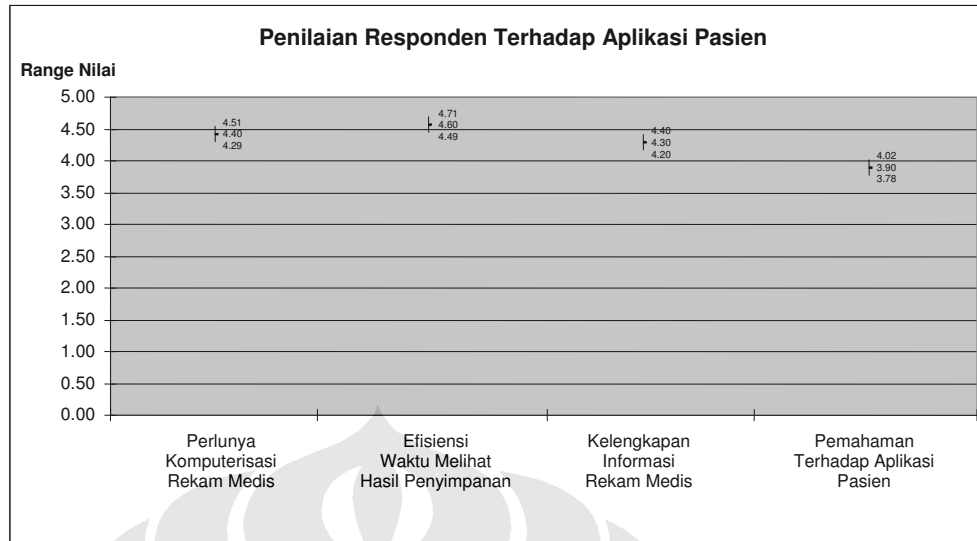 Penilaian Responden Terhadap Aplikasi Pasien
Range Nilai
5.00
4.50
4.00
3.50
3.00
2.50
2.00
1.50
1.00
0.50
0.00
4.51
4.40
4.29
4.71
4.60
4.49
4.40
4.30
4.20
4.02
3.90
3.78
Perlunya
Komputerisasi
Rekam Medis
Efisiensi
Waktu Melihat
Hasil Penyimpanan
Kelengkapan
Informasi
Rekam Medis
Pemahaman
Terhadap Aplikasi
Pasien